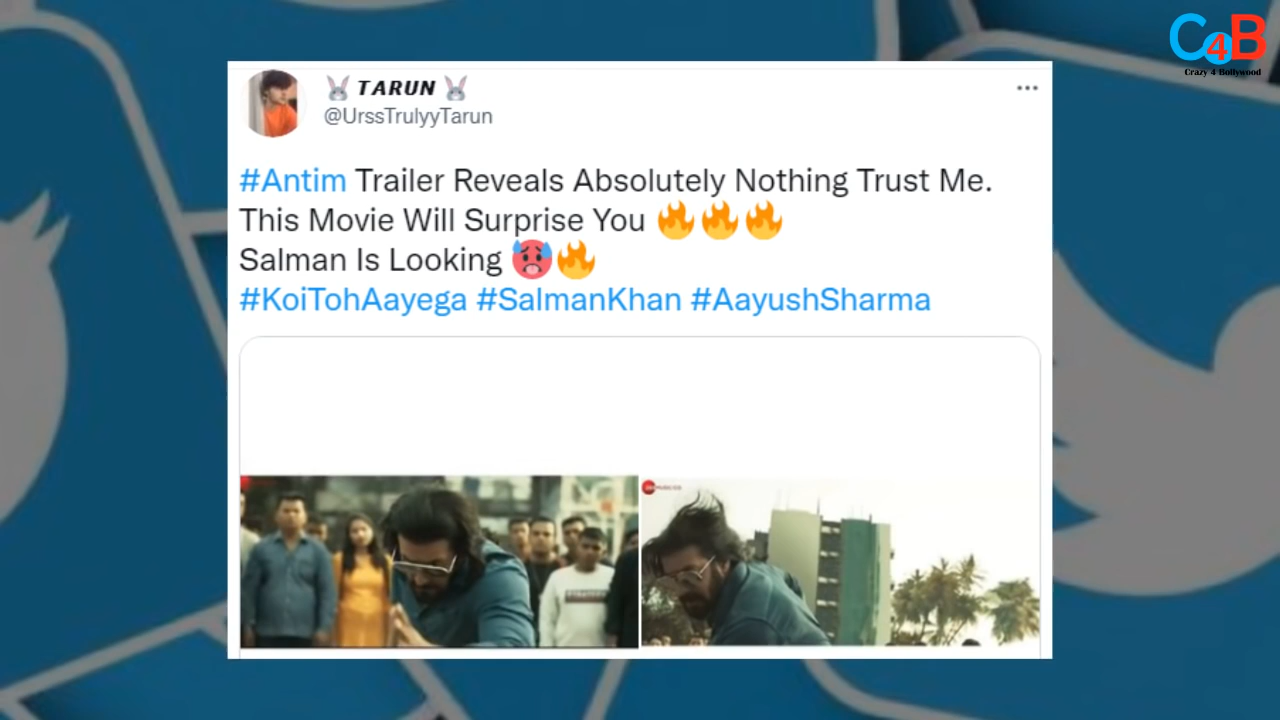 C4B
Crazy 4 Bollywood
🐰 TARUN 🐰
@UrssTrulyyTarun
#Antim Trailer Reveals Absolutely Nothing Trust Me.
This Movie Will Surprise You 🔥🔥🔥
Salman Is Looking 🥵🔥
#KoiTohAayega #SalmanKhan #AayushSharma